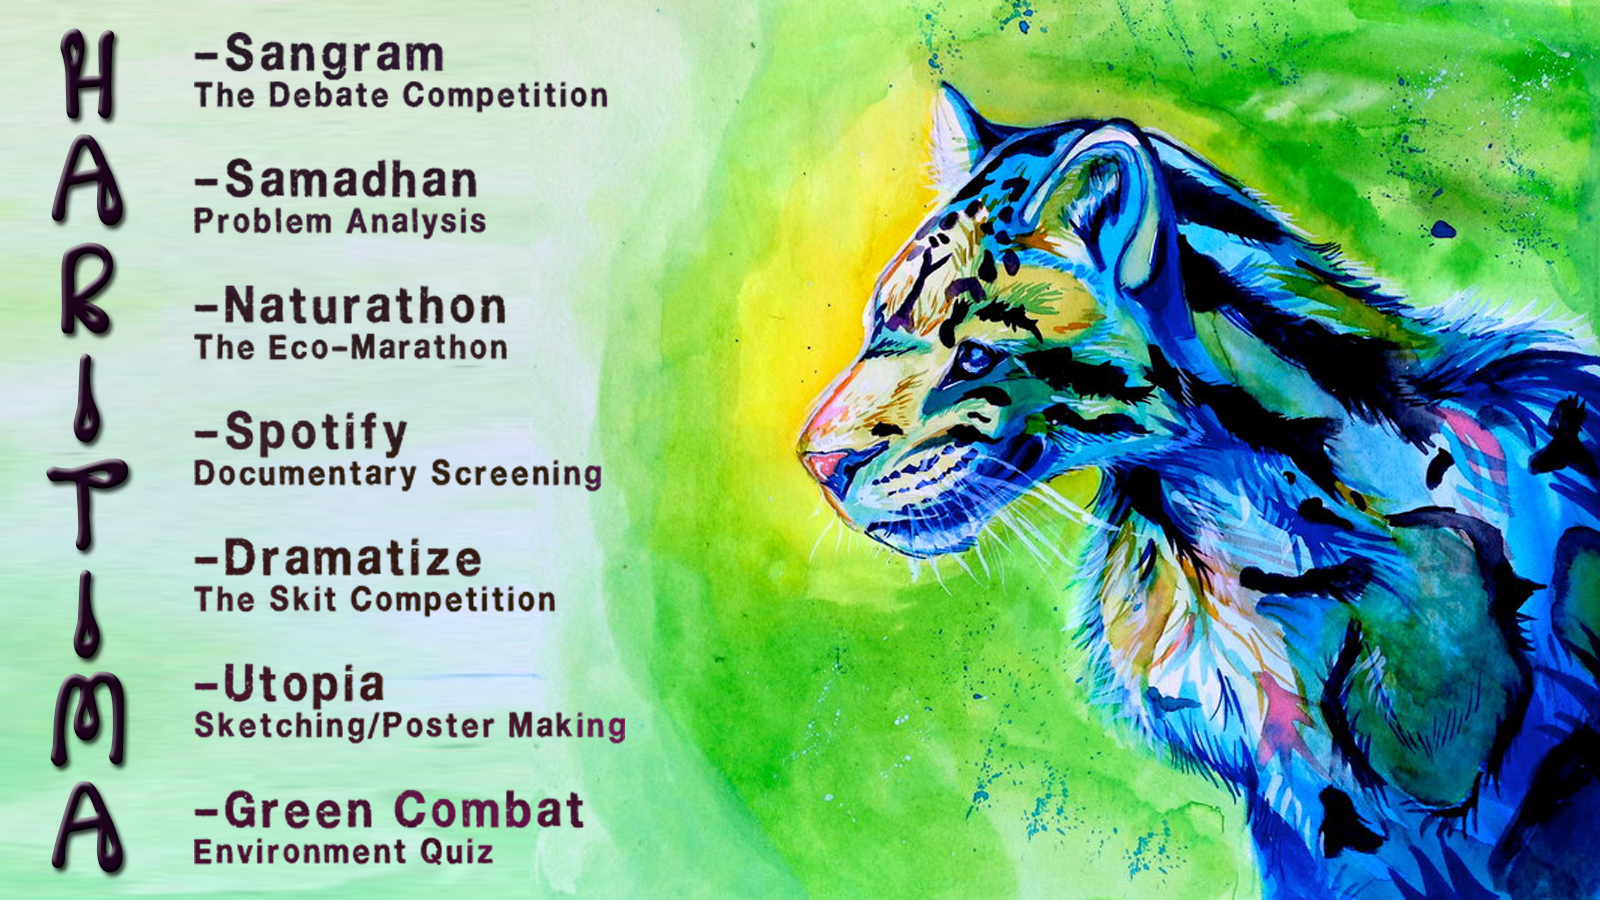 HARITIMA
–Sangram
The Debate Competition
–Samadhan
Problem Analysis
–Naturathon
The Eco–Marathon
–Spotify
Documentary Screening
–Dramatize
The Skit Competition
–Utopia
Sketching/Poster Making
–Green Combat
Environment Quiz